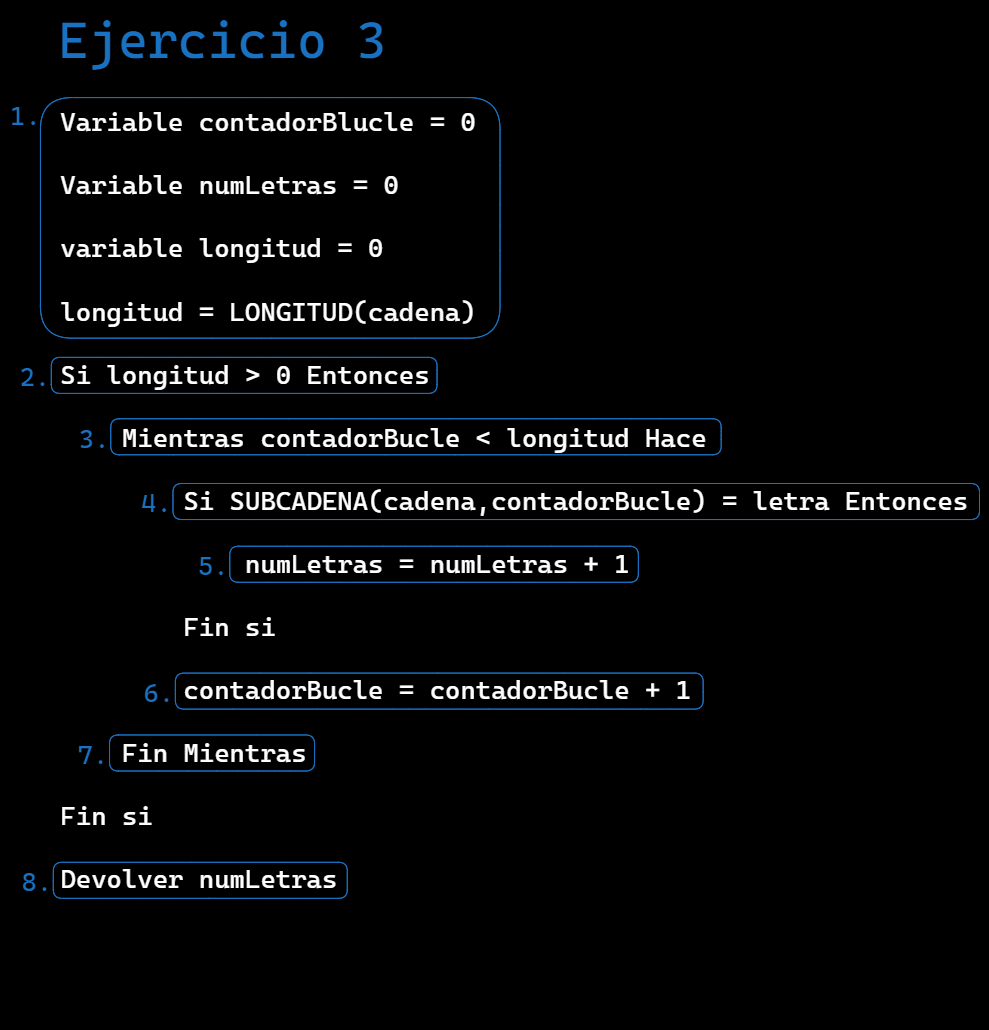 Ejercicio 3
1. Variable contadorBlucle = 0
Variable numLetras = 0
variable longitud = 0
longitud = LONGITUD(cadena)
2. Si longitud > 0 Entonces
3. Mientras contadorBucle < longitud Hace
4. Si SUBCADENA(cadena,contadorBucle) = letra Entonces
5. numLetras = numLetras + 1
Fin si
6. contadorBucle = contadorBucle + 1
7. Fin Mientras
Fin si
8. Devolver numLetras